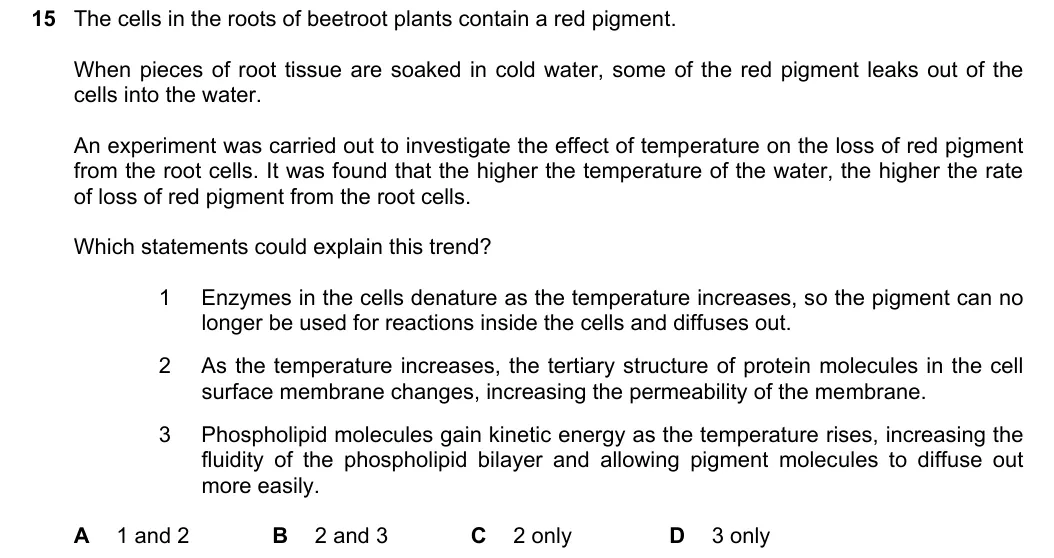 15 The cells in the roots of beetroot plants contain a red pigment.
When pieces of root tissue are soaked in cold water, some of the red pigment leaks out of the
cells into the water.
An experiment was carried out to investigate the effect of temperature on the loss of red pigment
from the root cells. It was found that the higher the temperature of the water, the higher the rate
of loss of red pigment from the root cells.
Which statements could explain this trend?
1 Enzymes in the cells denature as the temperature increases, so the pigment can no
longer be used for reactions inside the cells and diffuses out.
2 As the temperature increases, the tertiary structure of protein molecules in the cell
surface membrane changes, increasing the permeability of the membrane.
3 Phospholipid molecules gain kinetic energy as the temperature rises, increasing the
fluidity of the phospholipid bilayer and allowing pigment molecules to diffuse out
more easily.
A 1 and 2 B 2 and 3 C 2 only D 3 only